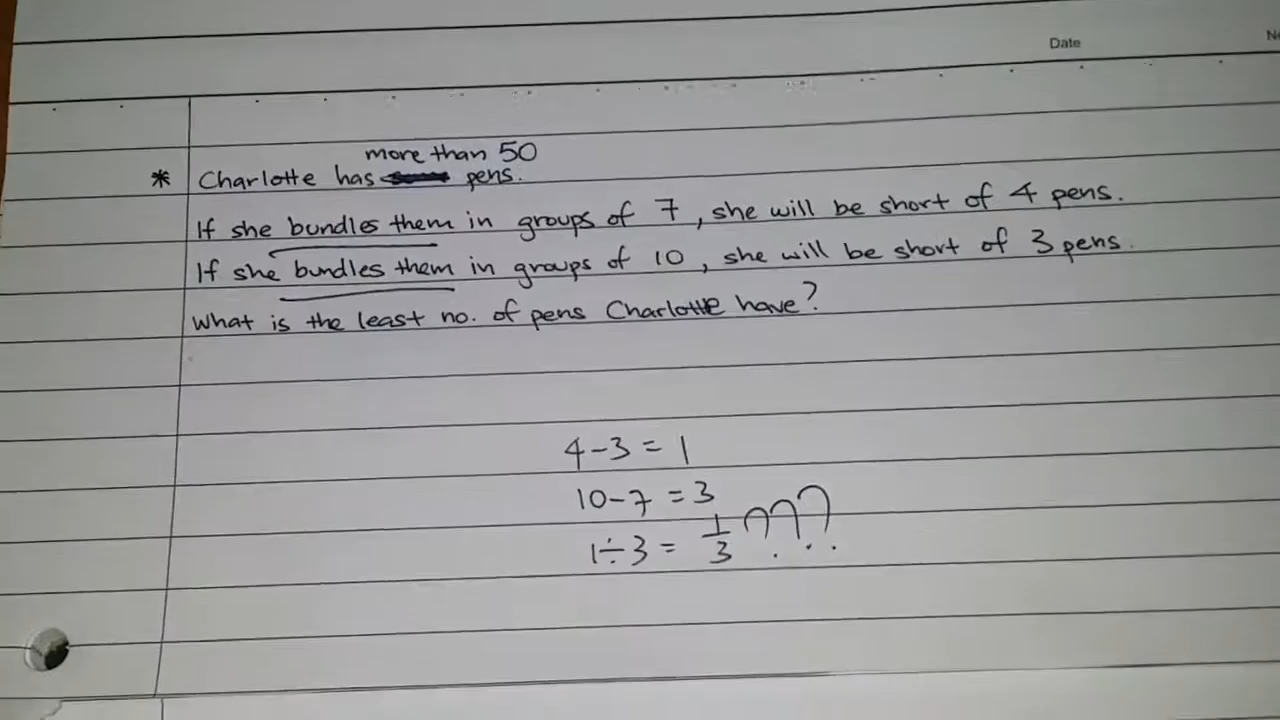 Date
No
more than 50
* Charlotte has pens.
If she bundles them in groups of 7, she will be short of 4 pens.
If she bundles them in groups of 10, she will be short of 3 pens.
What is the least no. of pens Charlotte have?
4-3 = 1
10-7 = 3
1÷3 = 1/3 ???